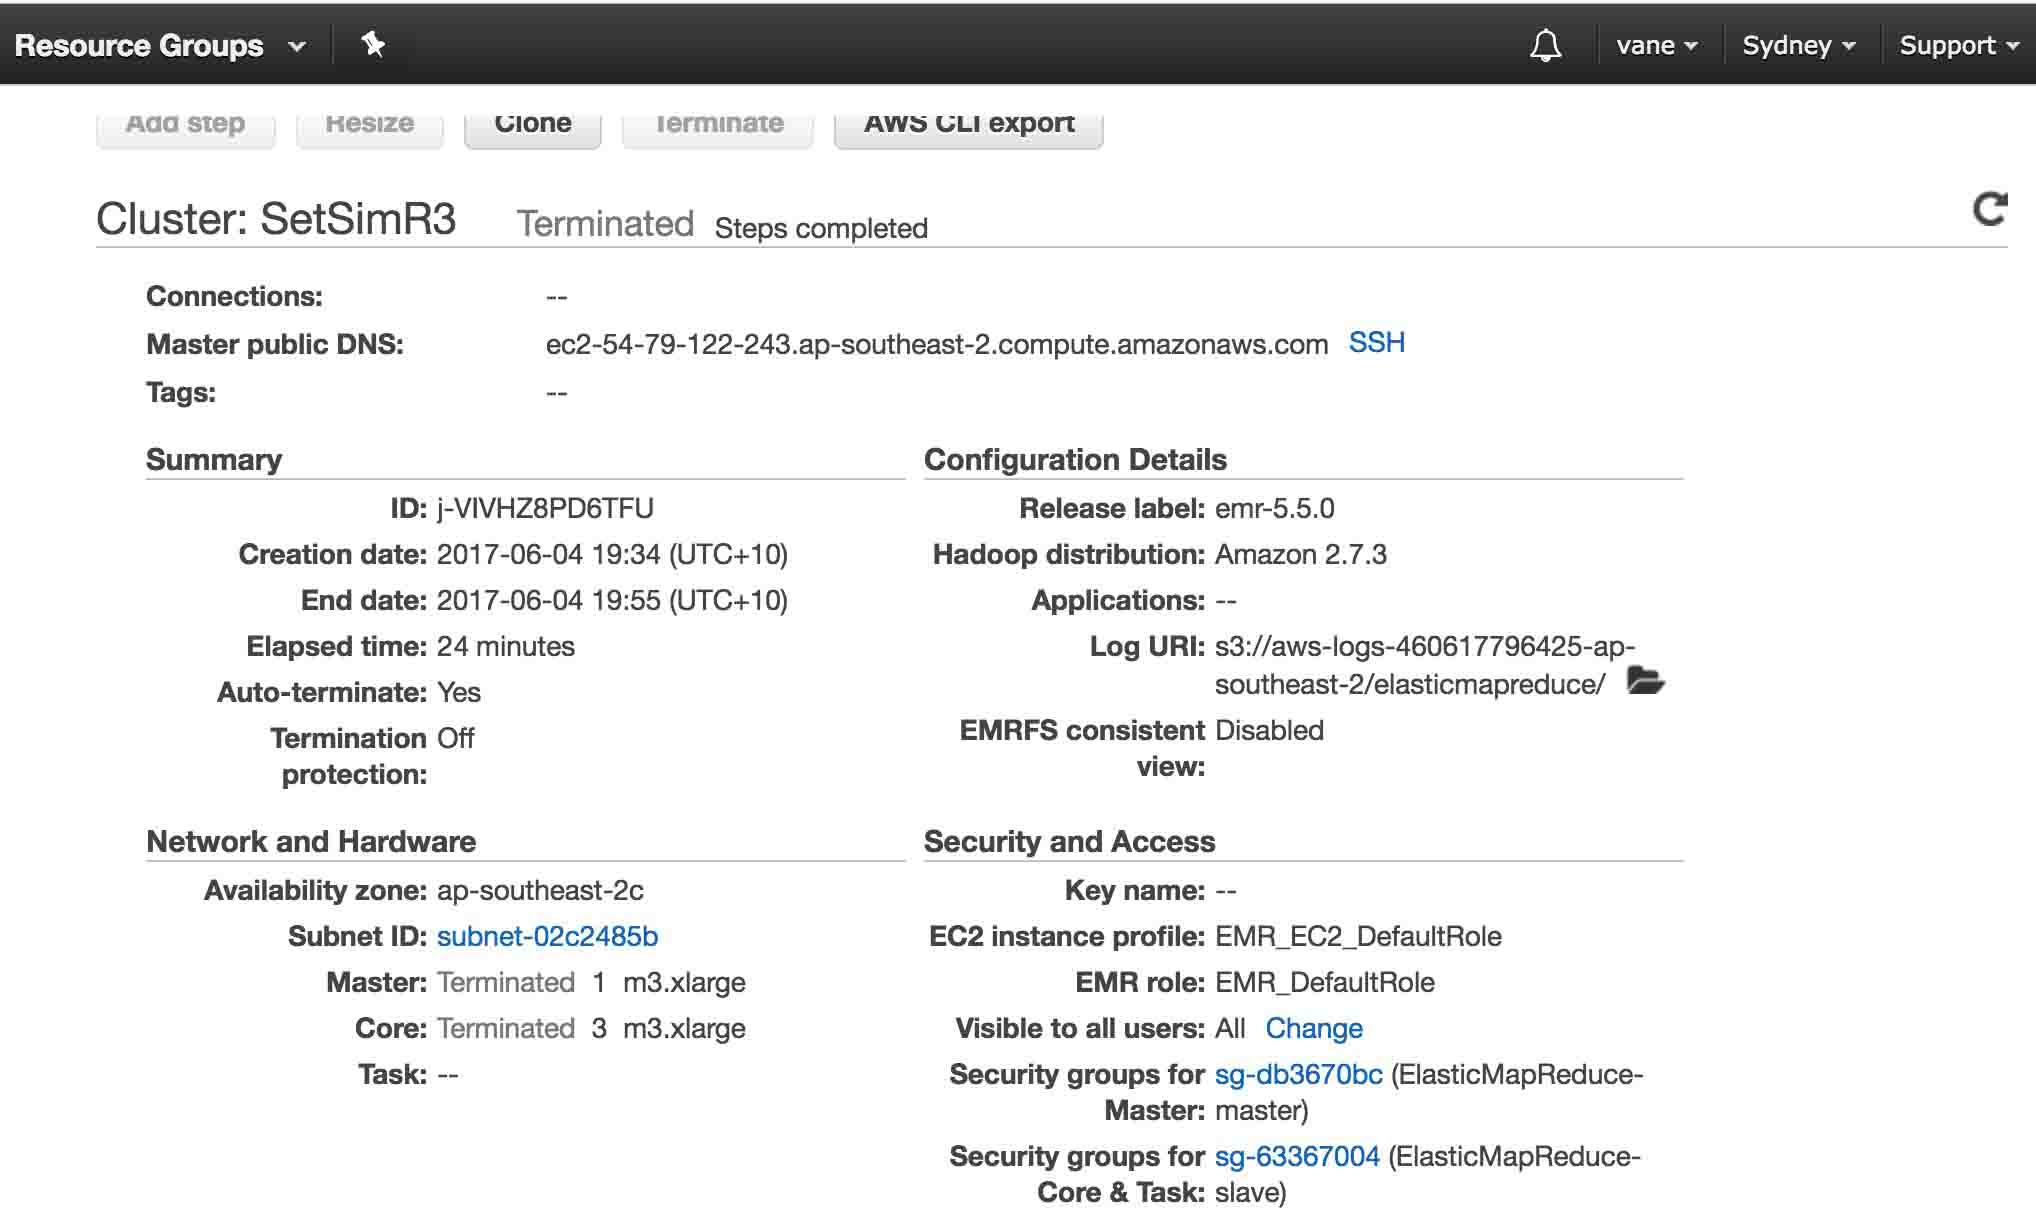 Resource Groups vane Sydney Support
Add step Resize Clone Terminate AWS CLI export
Cluster: SetSimR3 Terminated Steps completed
Connections: --
Master public DNS: ec2-54-79-122-243.ap-southeast-2.compute.amazonaws.com SSH
Tags: --
Summary
ID: j-VIVHZ8PD6TFU
Creation date: 2017-06-04 19:34 (UTC+10)
End date: 2017-06-04 19:55 (UTC+10)
Elapsed time: 24 minutes
Auto-terminate: Yes
Termination Off
protection:
Configuration Details
Release label: emr-5.5.0
Hadoop distribution: Amazon 2.7.3
Applications: --
Log URI: s3://aws-logs-460617796425-ap-
southeast-2/elasticmapreduce/
EMRFS consistent Disabled
view:
Network and Hardware
Availability zone: ap-southeast-2c
Subnet ID: subnet-02c2485b
Master: Terminated 1 m3.xlarge
Core: Terminated 3 m3.xlarge
Task: --
Security and Access
Key name: --
EC2 instance profile: EMR_EC2_DefaultRole
EMR role: EMR_DefaultRole
Visible to all users: All Change
Security groups for sg-db3670bc (ElasticMapReduce-
Master: master)
Security groups for sg-63367004 (ElasticMapReduce-
Core & Task: slave)